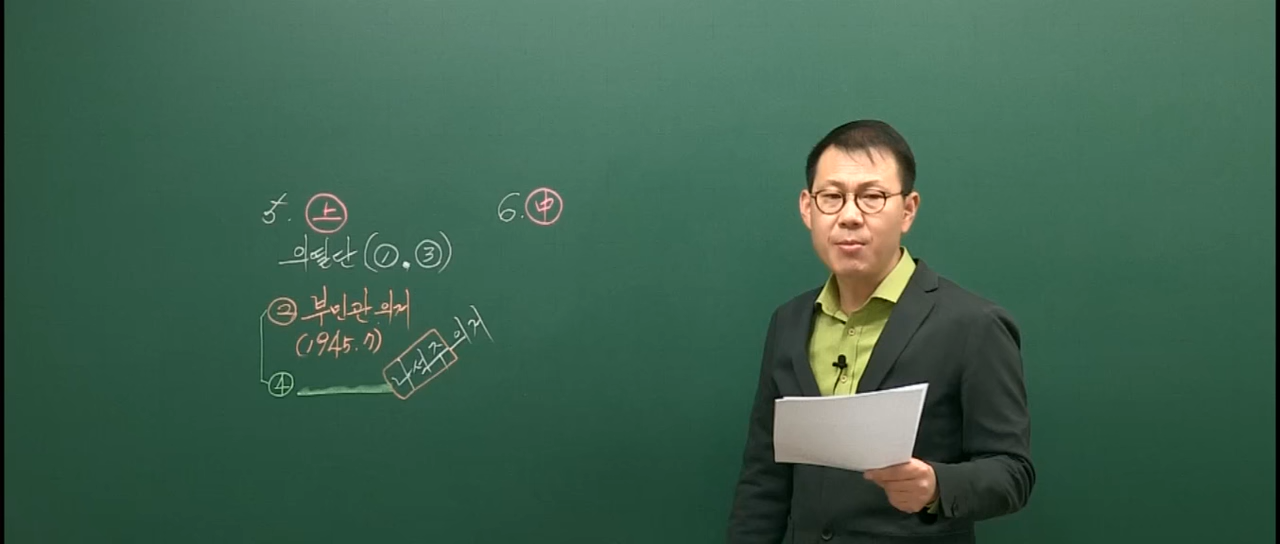 5. 上
의열단 (①, ③)
② 부민관 의거
(1945. 7)
④ 나석주 의거
6. 中